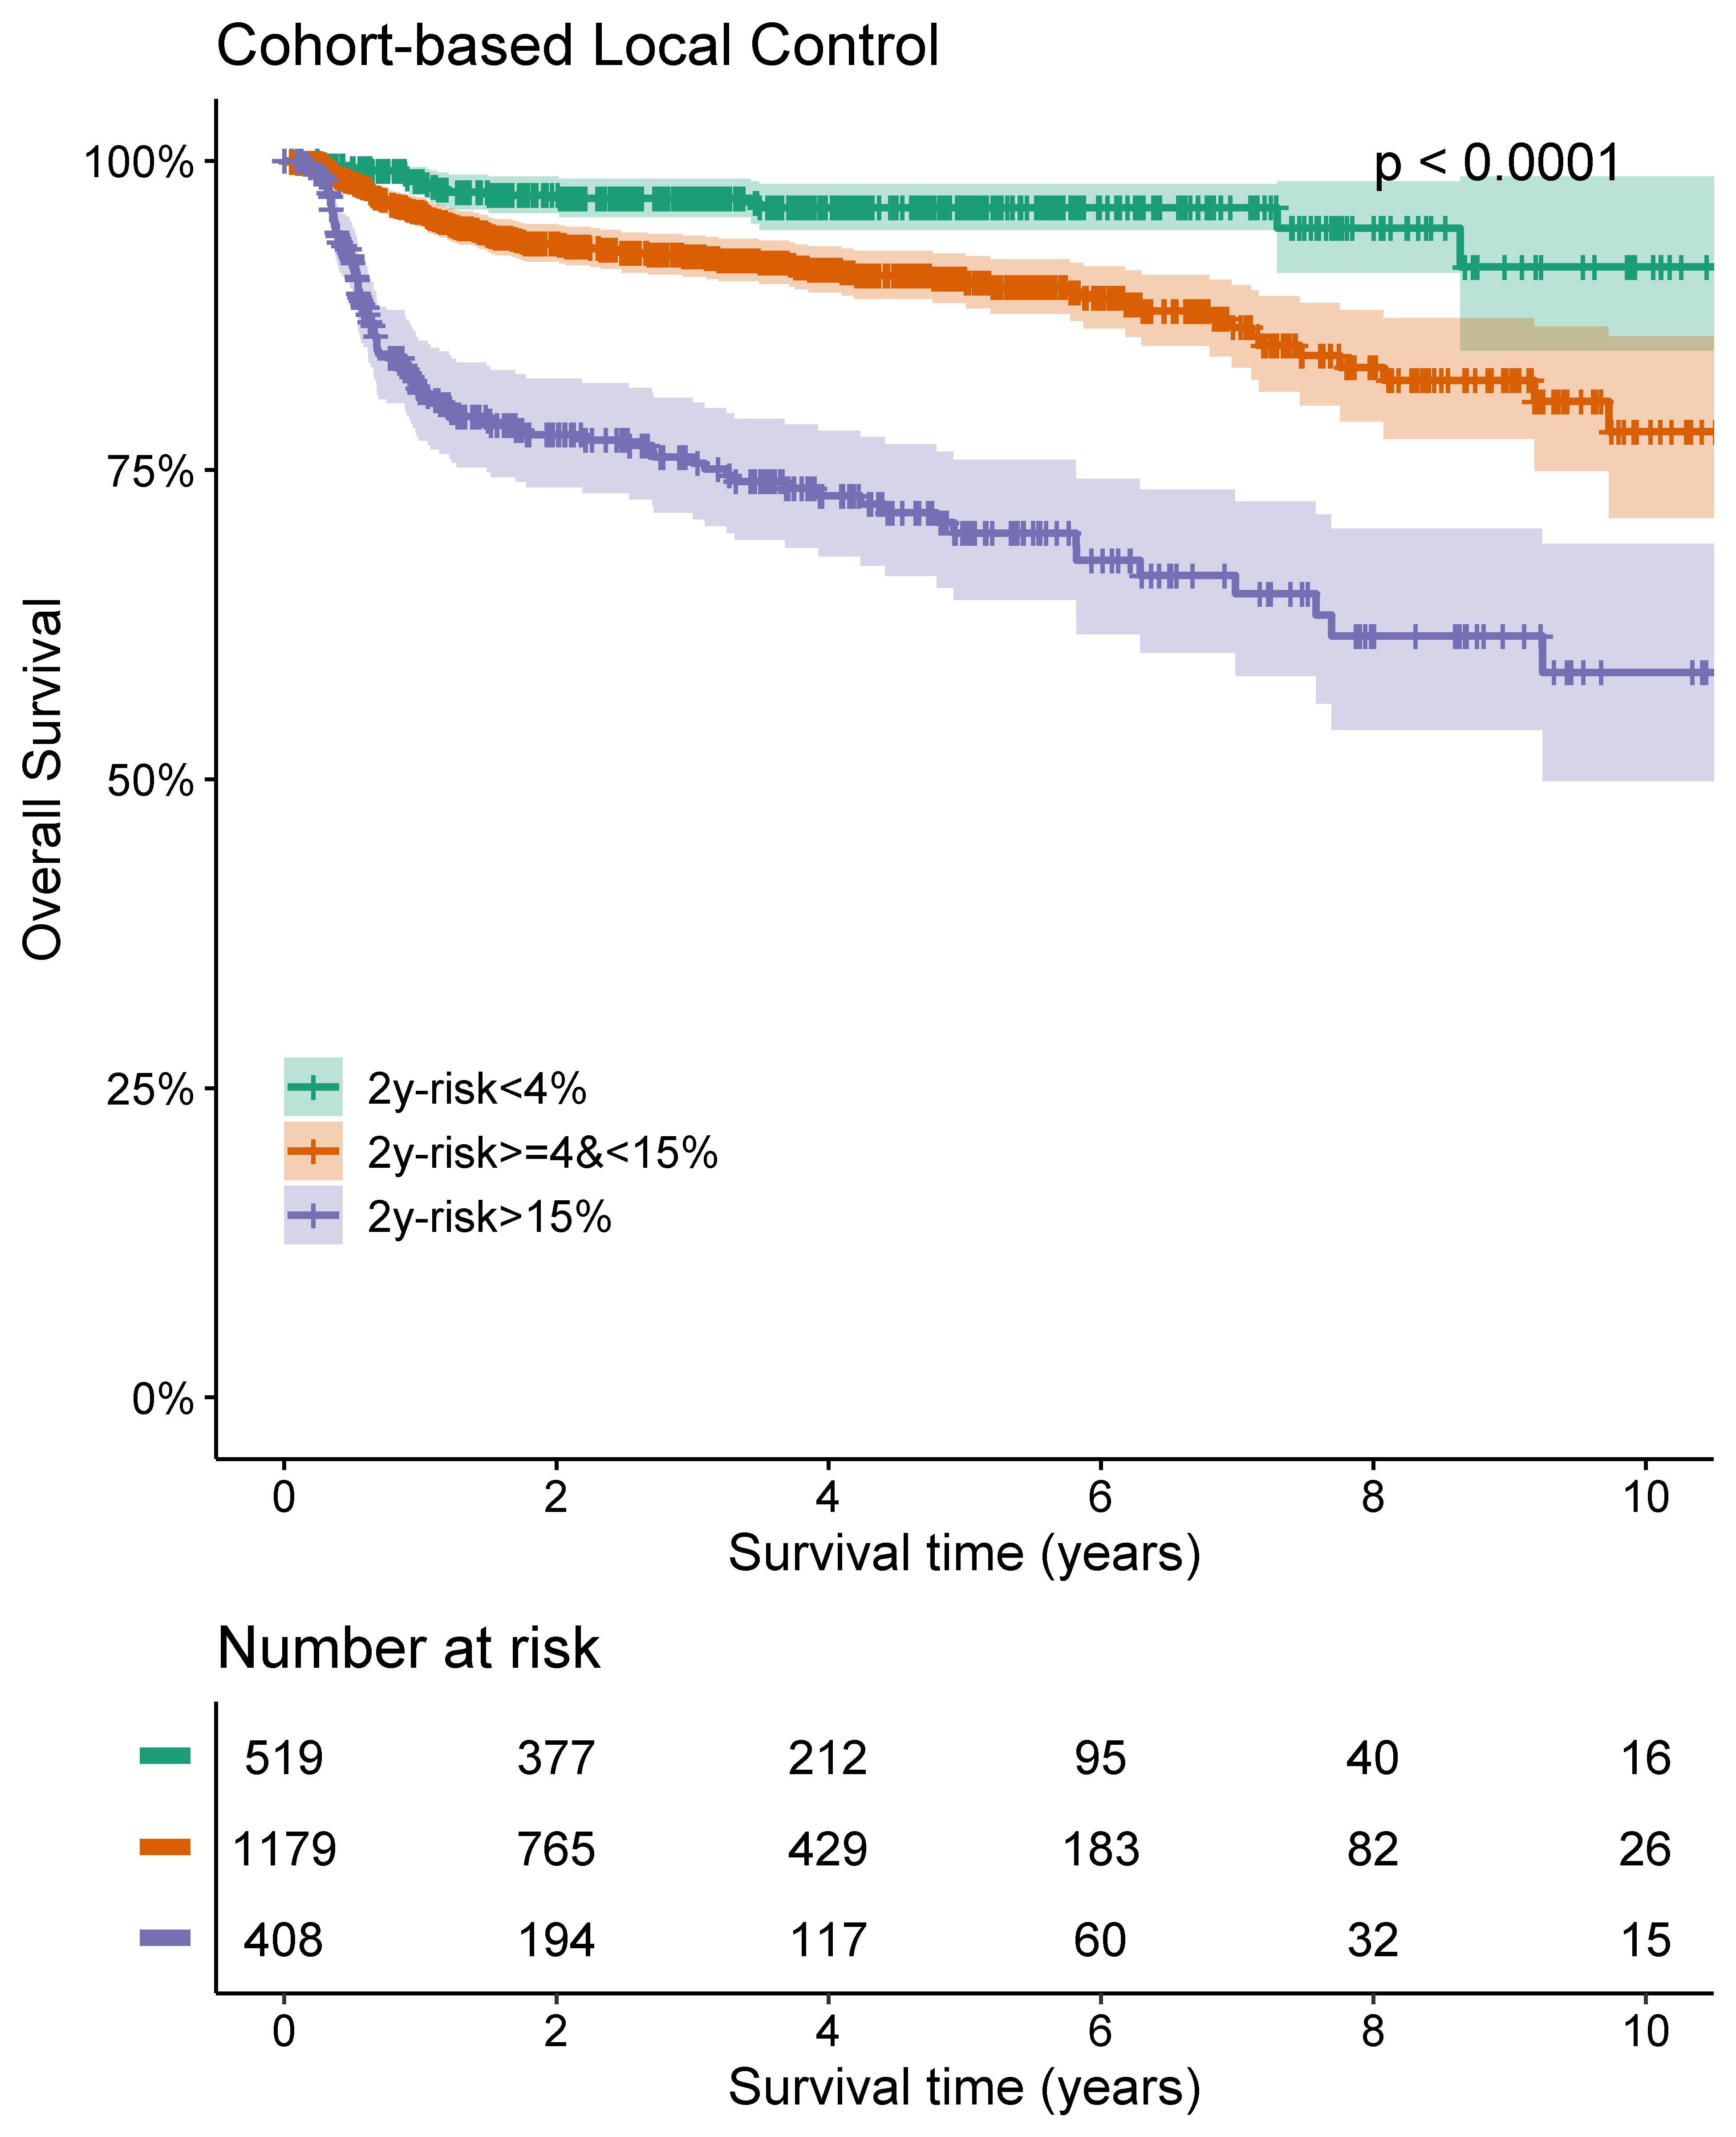 Cohort-based Local Control
p < 0.0001
100%
75%
50%
25%
0%
Overall Survival
2y-risk<4%
2y-risk>=4&<15%
2y-risk>15%
0 2 4 6 8 10
Survival time (years)
Number at risk
519 377 212 95 40 16
1179 765 429 183 82 26
408 194 117 60 32 15
0 2 4 6 8 10
Survival time (years)